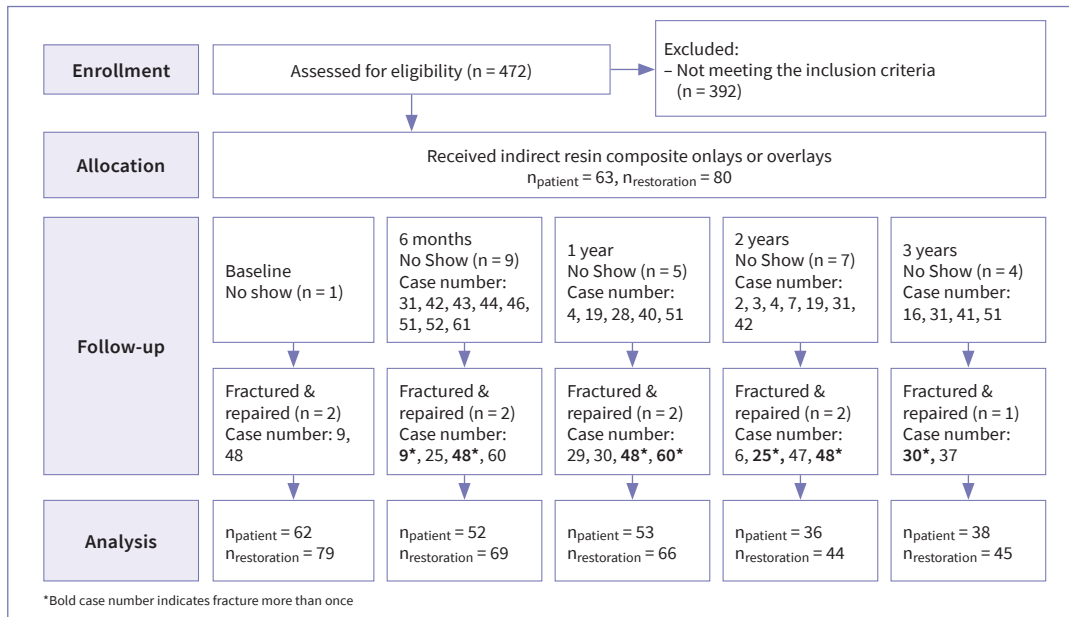 Enrollment
Assessed for eligibility (n = 472)
Excluded:
– Not meeting the inclusion criteria
(n = 392)
Allocation
Received indirect resin composite onlays or overlays
npatient = 63, nrestoration = 80
Follow-up
Baseline
No show (n = 1)
6 months
No Show (n = 9)
Case number:
31, 42, 43, 44, 46,
51, 52, 61
1 year
No Show (n = 5)
Case number:
4, 19, 28, 40, 51
2 years
No Show (n = 7)
Case number:
2, 3, 4, 7, 19, 31,
42
3 years
No Show (n = 4)
Case number:
16, 31, 41, 51
Fractured &
repaired (n = 2)
Case number: 9,
48
Fractured &
repaired (n = 2)
Case number:
9*, 25, 48*, 60
Fractured &
repaired (n = 2)
Case number:
29, 30, 48*, 60*
Fractured &
repaired (n = 2)
Case number:
6, 25*, 47, 48*
Fractured &
repaired (n = 1)
Case number:
30*, 37
Analysis
npatient = 62
nrestoration = 79
npatient = 52
nrestoration = 69
npatient = 53
nrestoration = 66
npatient = 36
nrestoration = 44
npatient = 38
nrestoration = 45
*Bold case number indicates fracture more than once